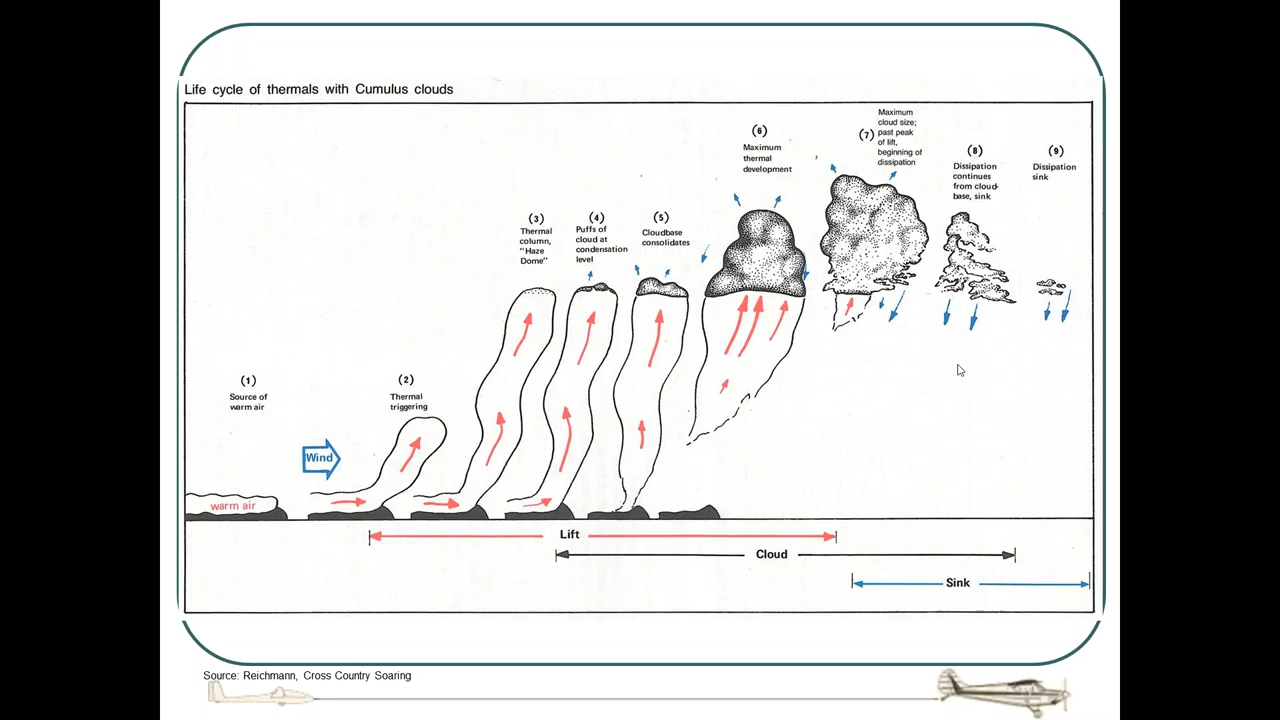 Life cycle of thermals with Cumulus clouds
(1)
Source of
warm air
(2)
Thermal
triggering
(3)
Thermal
column,
"Haze
Dome"
(4)
Puffs of
cloud at
condensation
level
(5)
Cloudbase
consolidates
(6)
Maximum
thermal
development
(7)
Maximum
cloud size;
past peak
of lift,
beginning of
dissipation
(8)
Dissipation
continues
from cloud-
base, sink
(9)
Dissipation
sink
Wind
warm air
Lift
Cloud
Sink
Source: Reichmann, Cross Country Soaring